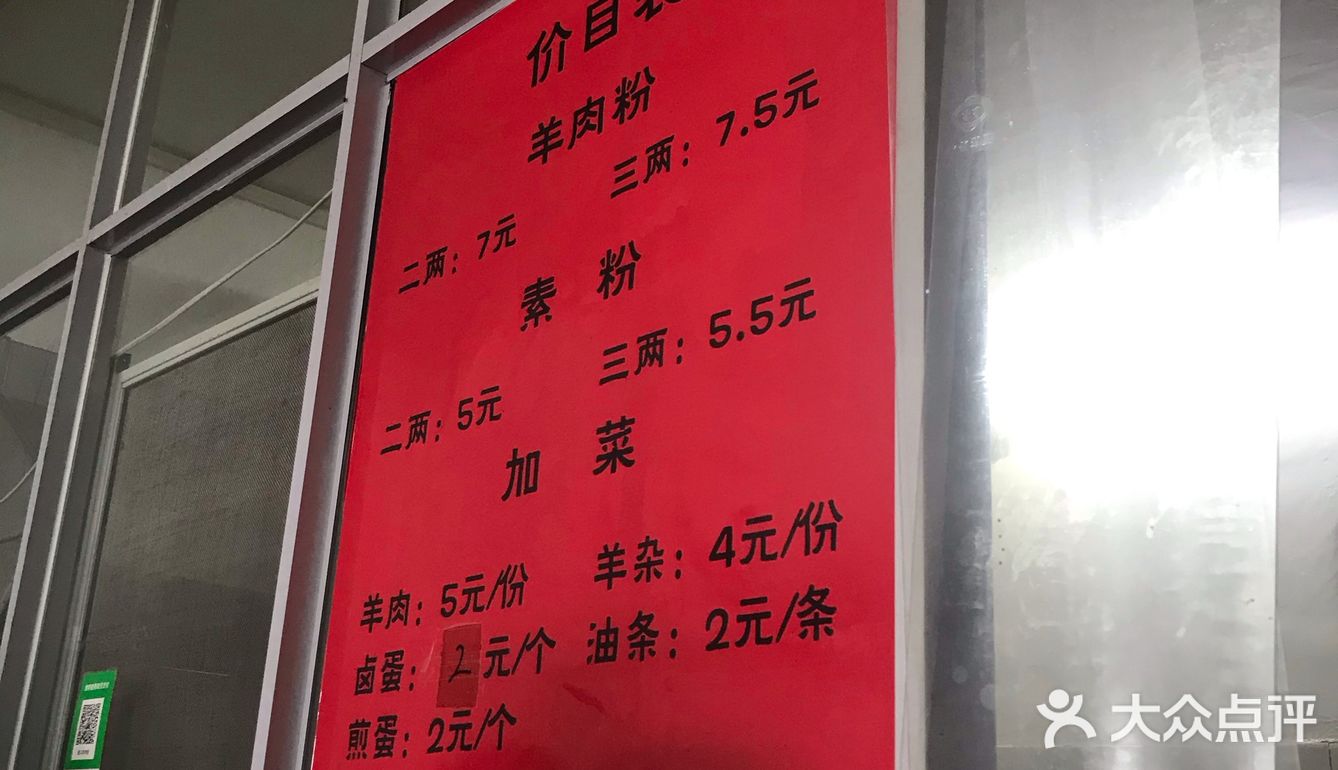 价目表
羊肉粉
二两：7元 三两：7.5元
素 粉
二两：5元 三两：5.5元
加 菜
羊肉：5元/份 羊杂：4元/份
卤蛋：2元/个 油条：2元/条
煎蛋：2元/个
大众点评